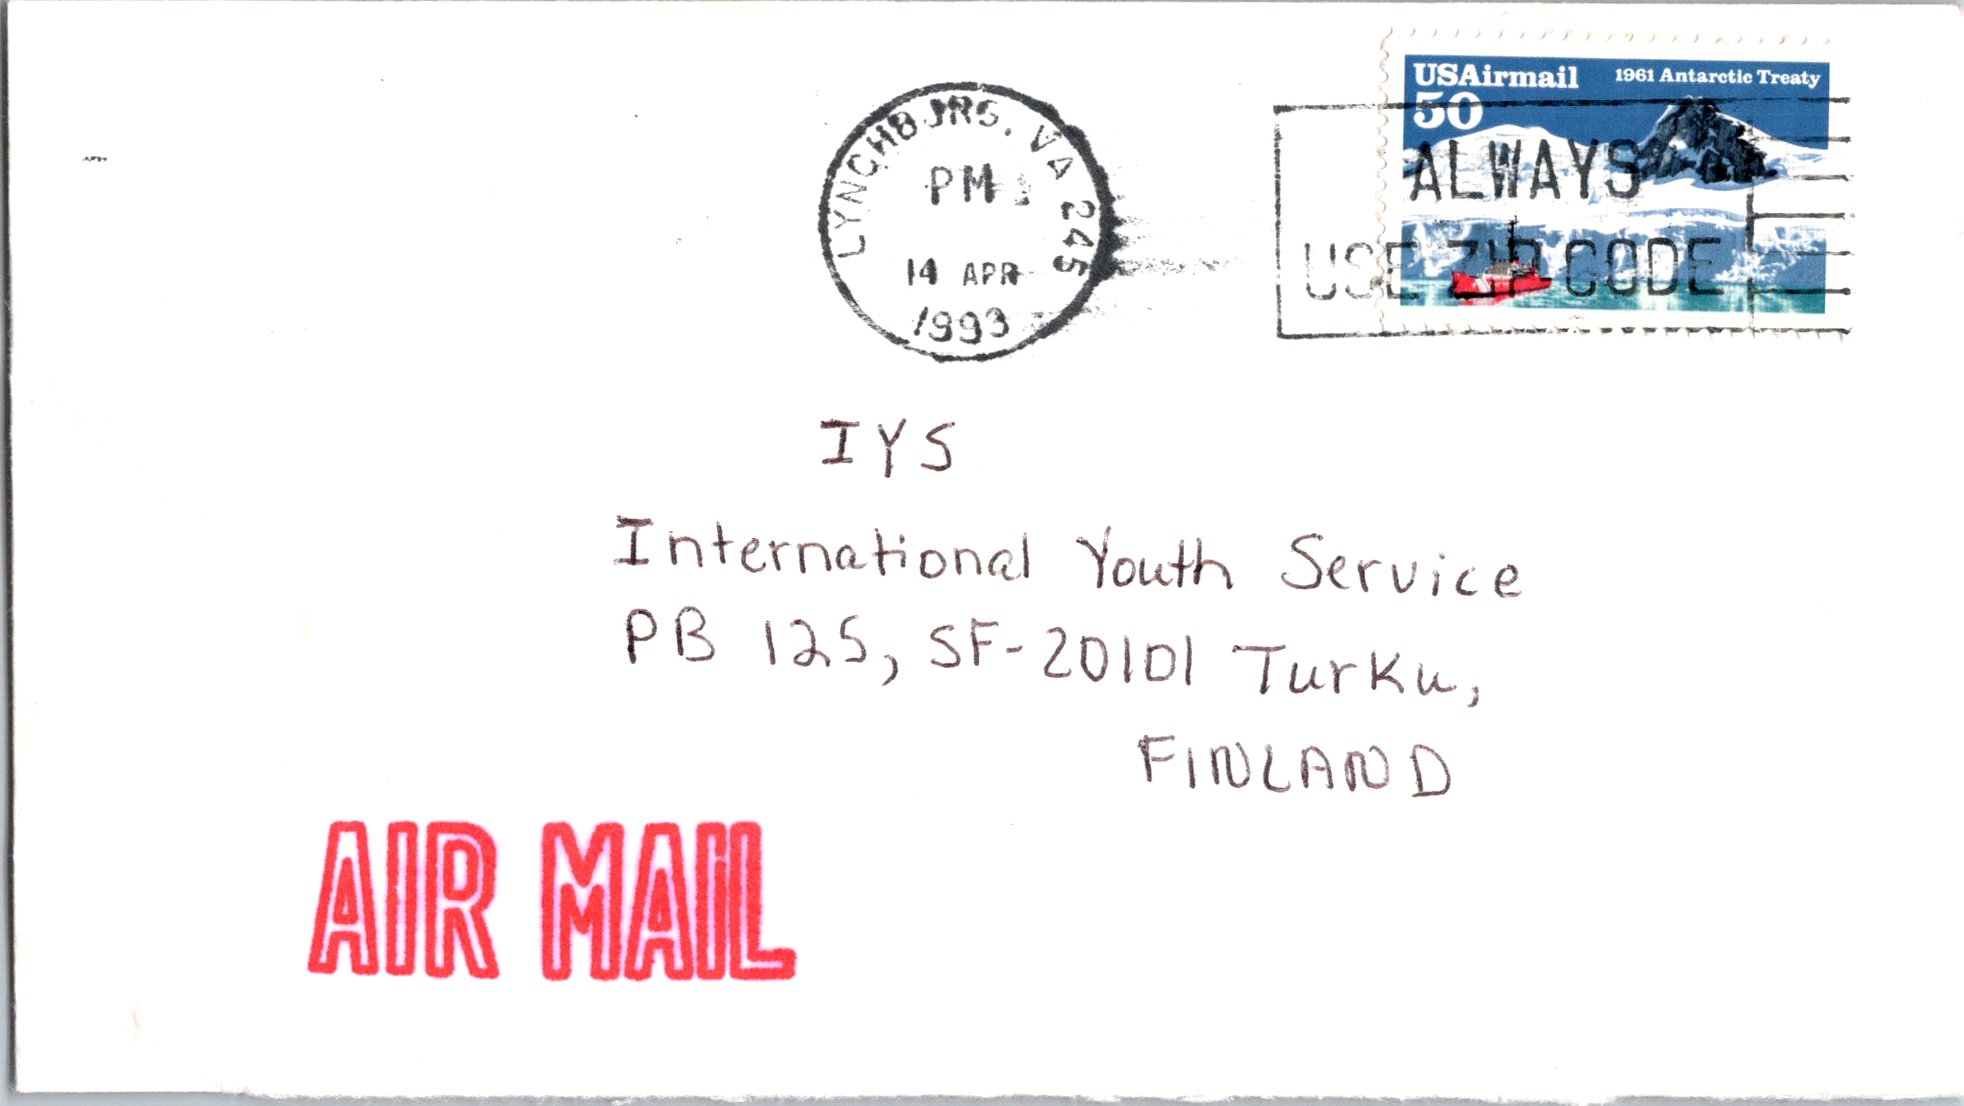 USAirmail 1961 Antarctic Treaty
50
LYNCHBURG, VA 245
PM
14 APR
1993
ALWAYS
USE ZIP CODE
IYS
International Youth Service
PB 125, SF-20101 Turku,
FINLAND
AIR MAIL